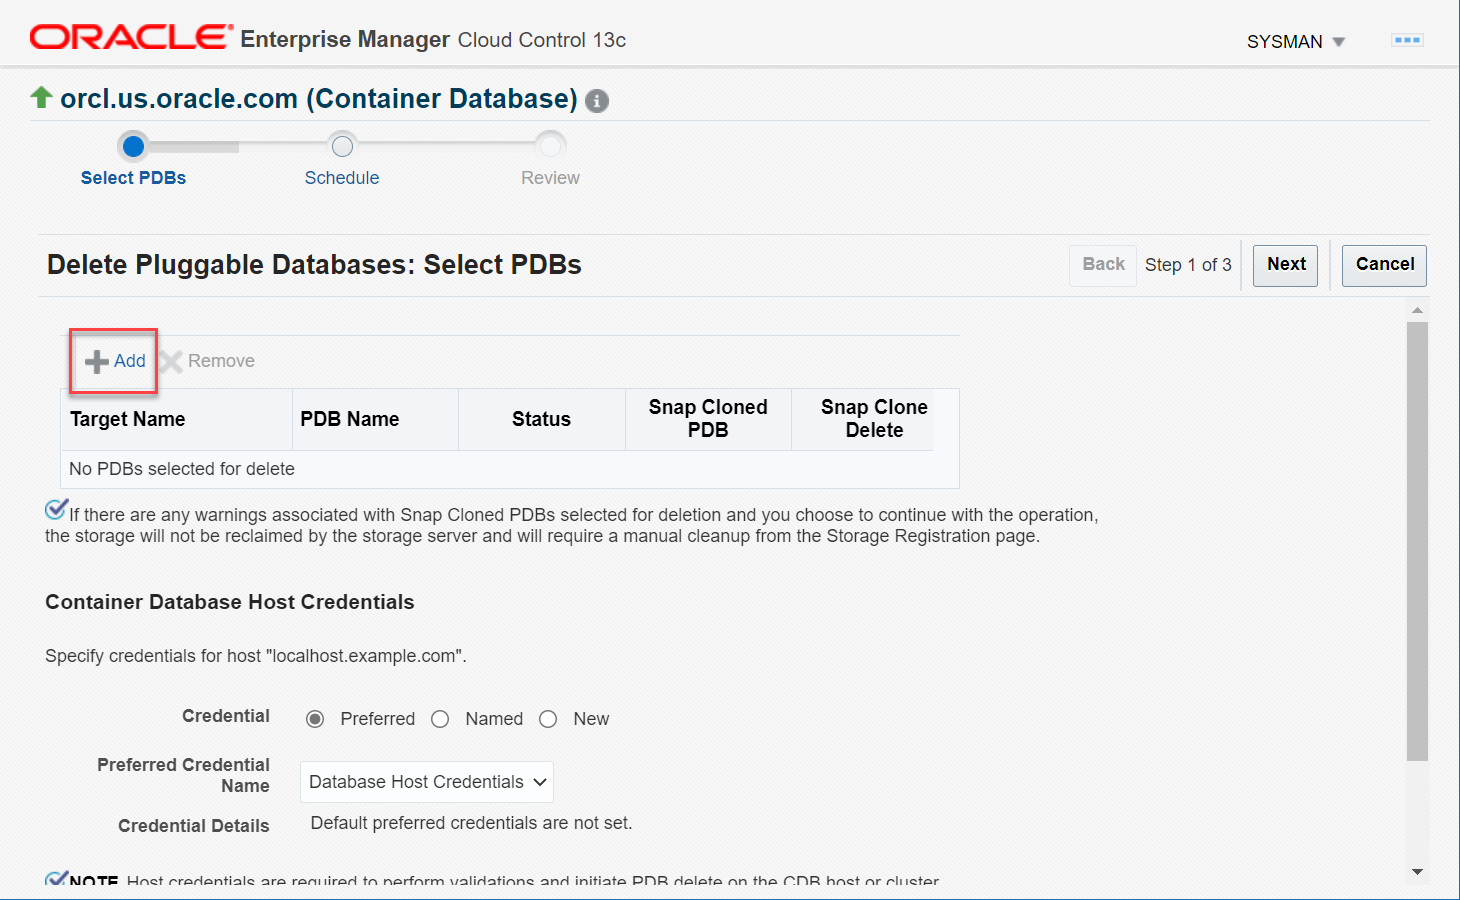 ORACLE® Enterprise Manager Cloud Control 13c
SYSMAN
orcl.us.oracle.com (Container Database)
Select PDBs
Schedule
Review
Delete Pluggable Databases: Select PDBs
Back
Step 1 of 3
Next
Cancel
Add
Remove
Target Name
PDB Name
Status
Snap Cloned
PDB
Snap Clone
Delete
No PDBs selected for delete
If there are any warnings associated with Snap Cloned PDBs selected for deletion and you choose to continue with the operation,
the storage will not be reclaimed by the storage server and will require a manual cleanup from the Storage Registration page.
Container Database Host Credentials
Specify credentials for host "localhost.example.com".
Credential
Preferred
Named
New
Preferred Credential
Name
Database Host Credentials
Credential Details
Default preferred credentials are not set.
NOTE Host credentials are required to perform validations and initiate PDB delete on the CDB host or cluster